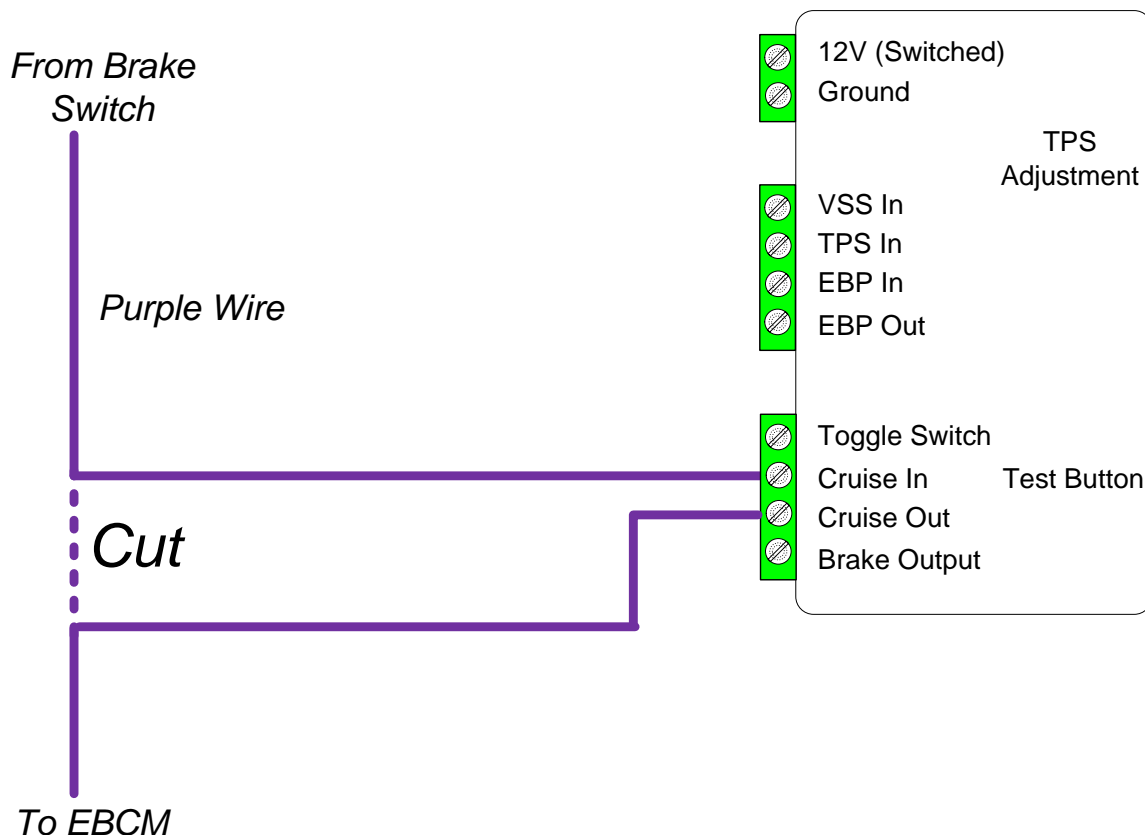 From Brake
Switch
Purple Wire
Cut
To EBCM
12V (Switched)
Ground
TPS
Adjustment
VSS In
TPS In
EBP In
EBP Out
Toggle Switch
Cruise In
Test Button
Cruise Out
Brake Output